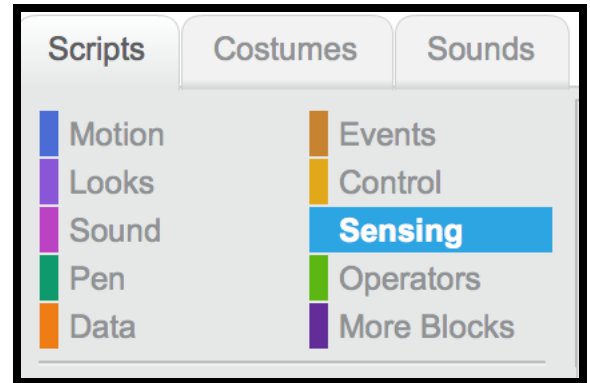 Scripts Costumes Sounds
Motion Events
Looks Control
Sound Sensing
Pen Operators
Data More Blocks